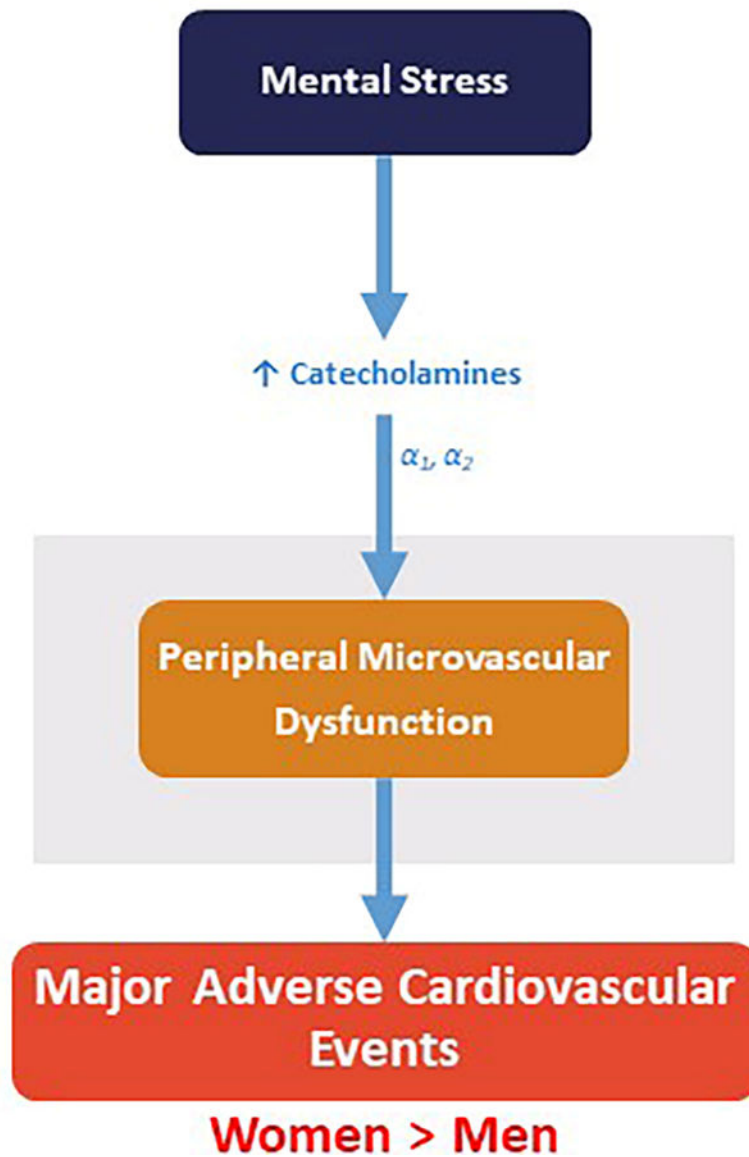 Mental Stress
↑ Catecholamines
α₁, α₂
Peripheral Microvascular
Dysfunction
Major Adverse Cardiovascular
Events
Women > Men